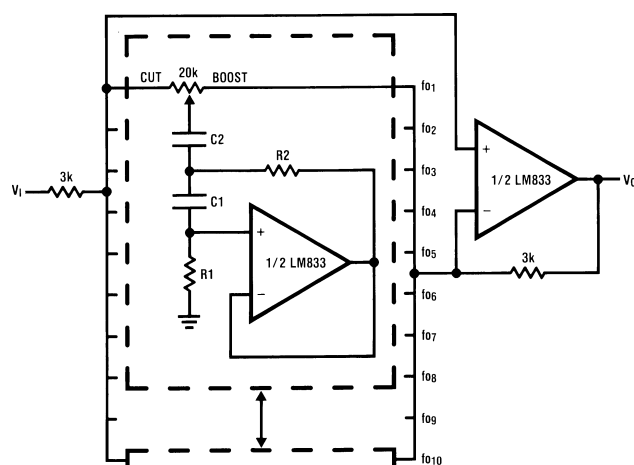 CUT 20k BOOST
fo1
C2
fo2
R2
fo3
3k
VI
C1
fo4
+
1/2 LM833
VO
−
fo5
+
1/2 LM833
R1
3k
−
fo6
fo7
fo8
fo9
fo10